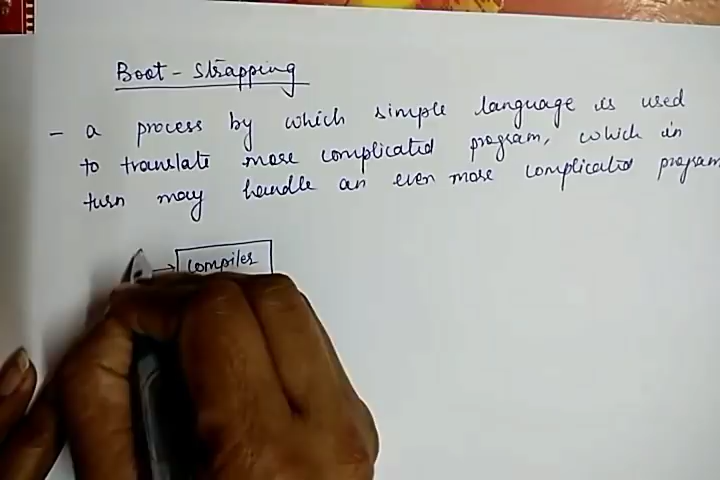 Boot - Strapping
- a process by which simple language is used
to translate more complicated program, which in
turn may handle an even more complicated program
Compiler